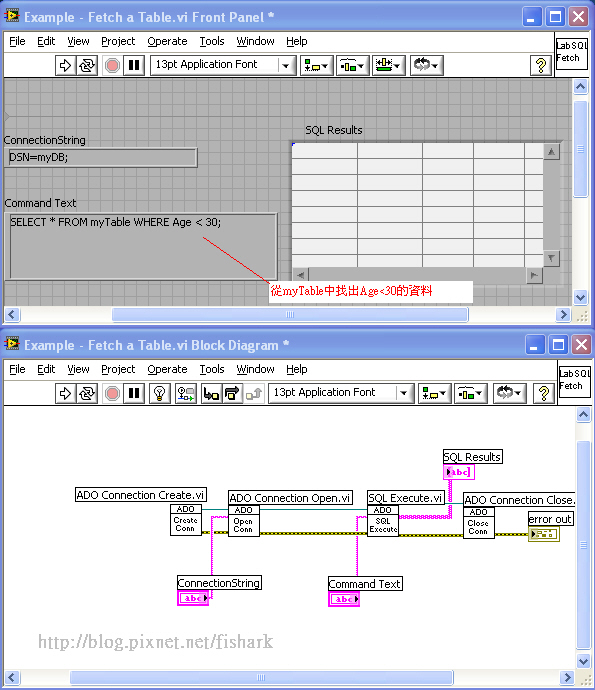 Example - Fetch a Table.vi Front Panel *
File Edit View Project Operate Tools Window Help
LabSQL
Fetch
13pt Application Font
?
ConnectionString
DSN=myDB;
SQL Results
Command Text
SELECT * FROM myTable WHERE Age < 30;
從myTable中找出Age<30的資料
Example - Fetch a Table.vi Block Diagram *
File Edit View Project Operate Tools Window Help
LabSQL
Fetch
13pt Application Font
?
SQL Results
abc
ADO Connection Create.vi
ADO Connection Open.vi
SQL Execute.vi
ADO Connection Close.
ADO
Create
Conn
ADO
Open
Conn
ADO
SQL
Execute
ADO
Close
Conn
error out
ConnectionString
abc
Command Text
abc
http://blog.pixnet.net/fishark